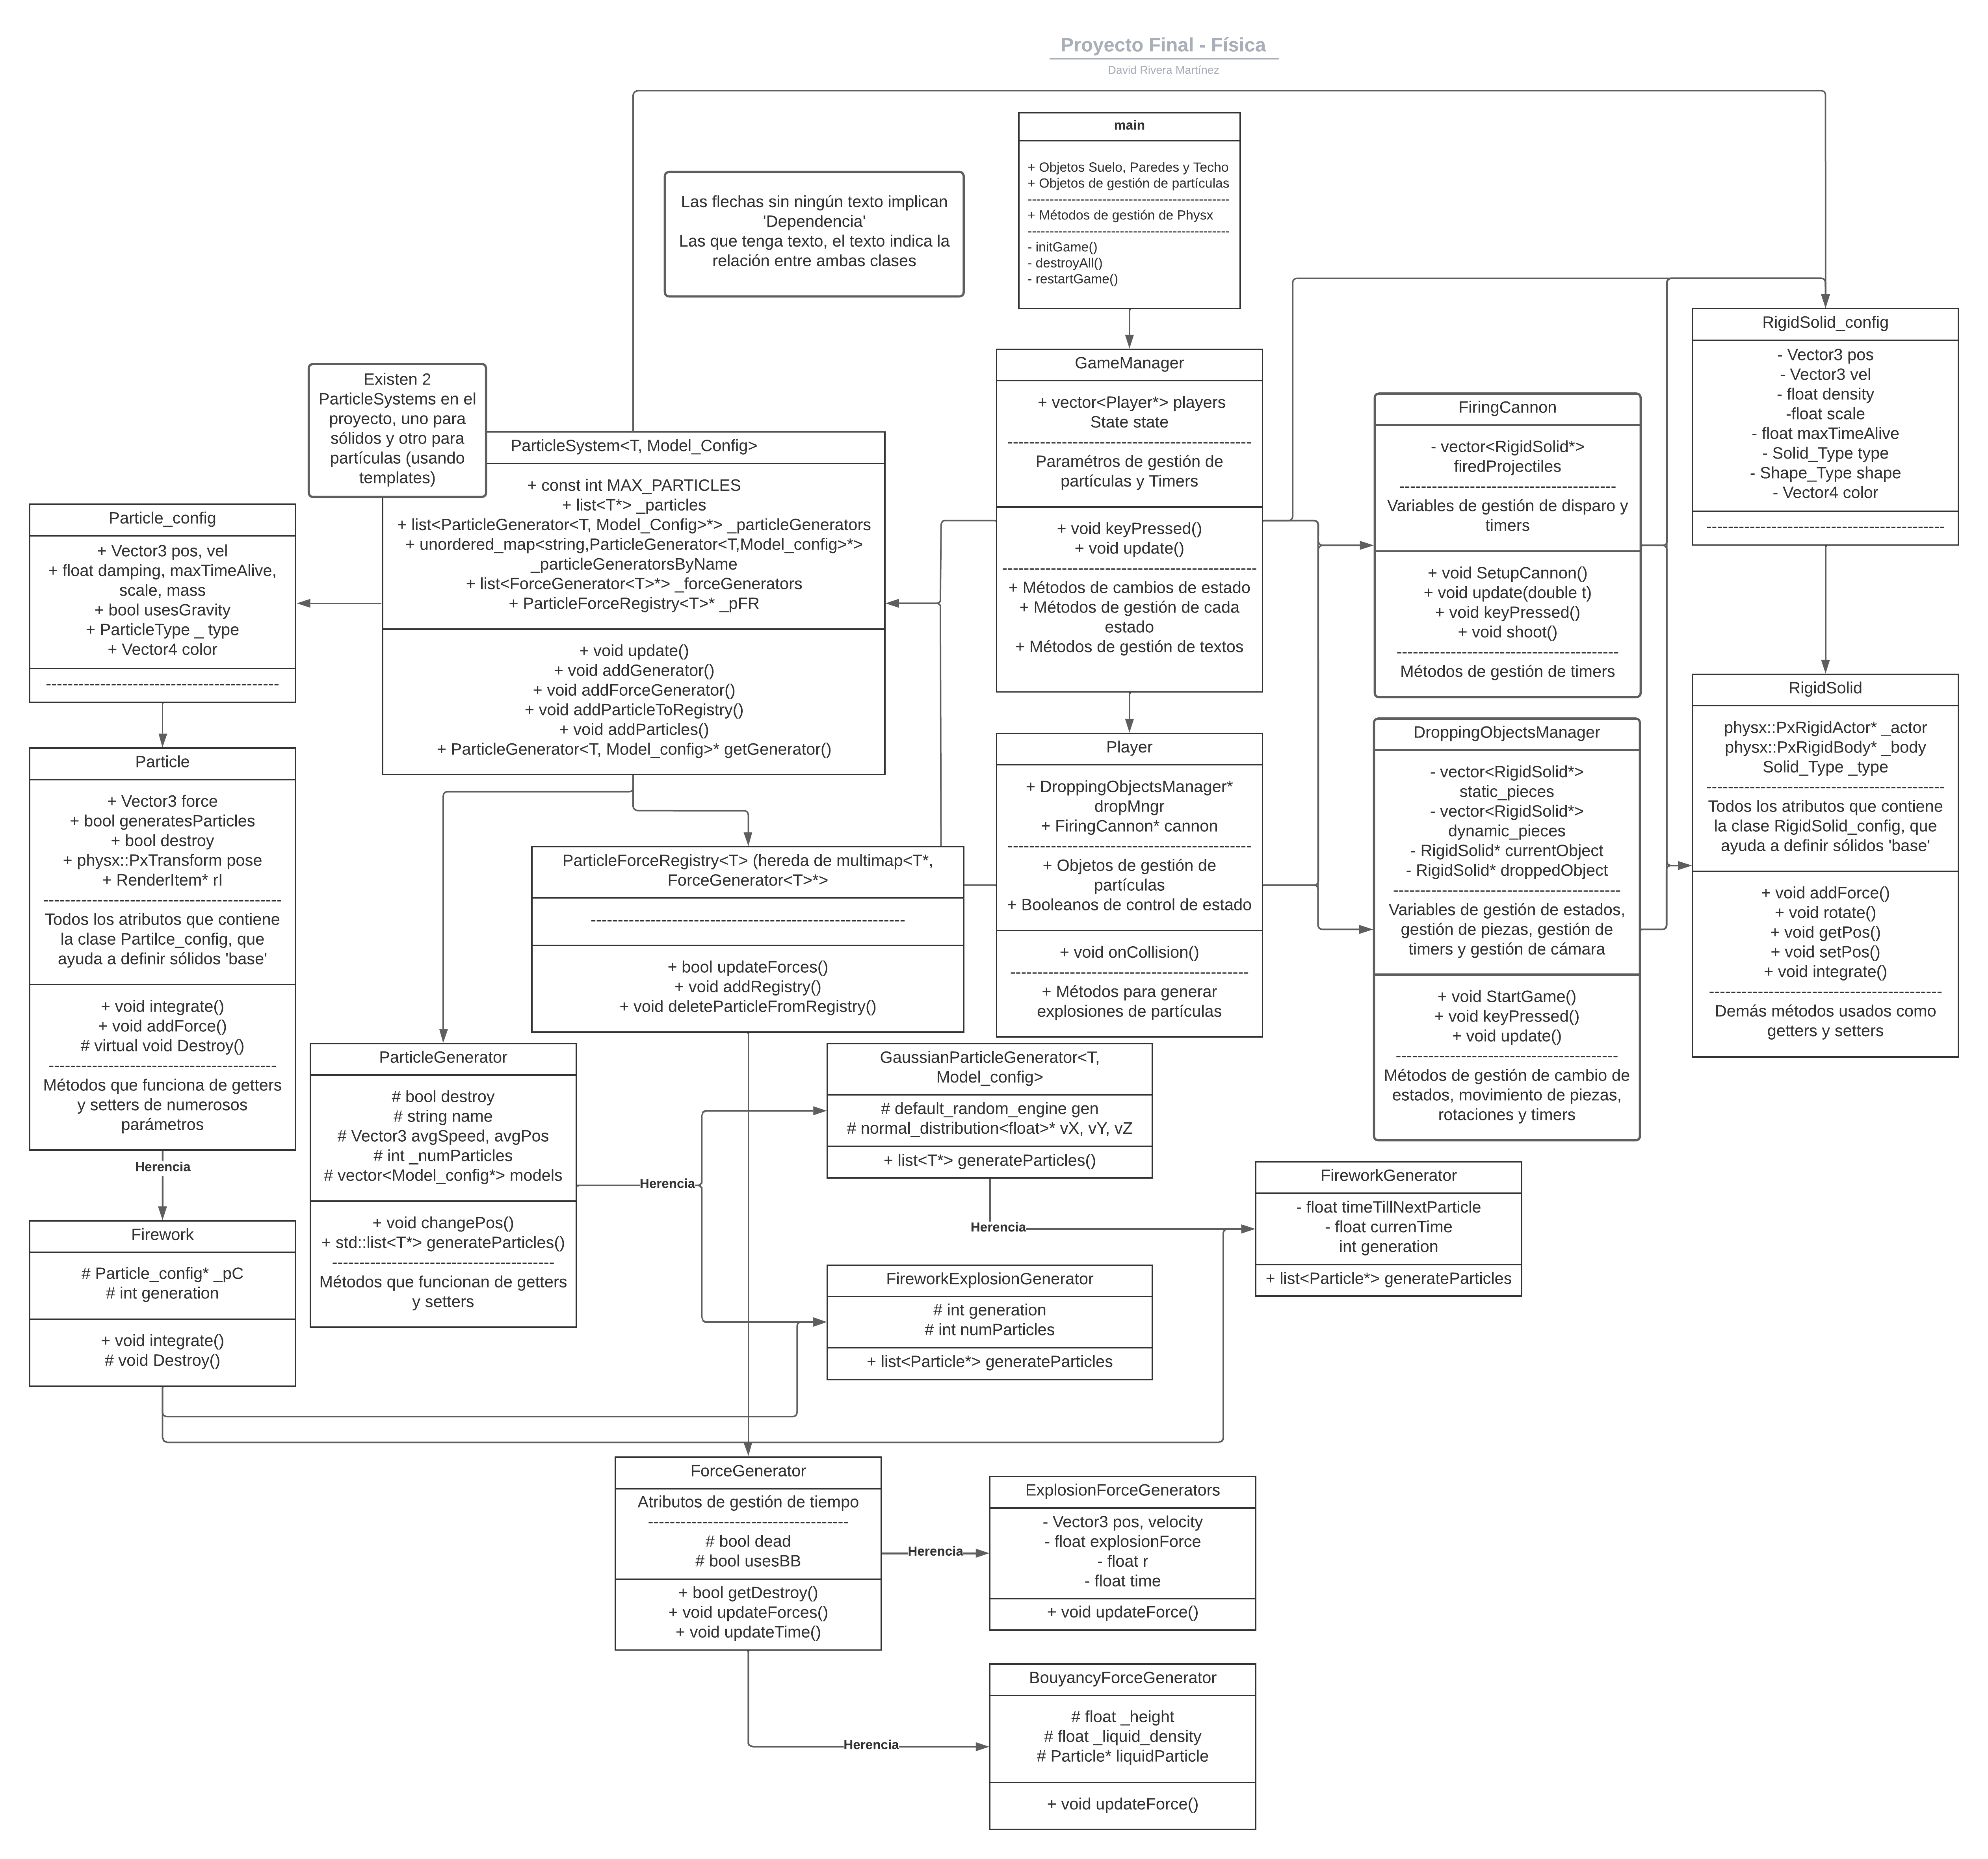 Proyecto Final - Física
David Rivera Martínez
main
+ Objetos Suelo, Paredes y Techo
+ Objetos de gestión de partículas
------------------------------------------
+ Métodos de gestión de Physx
------------------------------------------
- initGame()
- destroyAll()
- restartGame()
Las flechas sin ningún texto implican
'Dependencia'
Las que tenga texto, el texto indica la
relación entre ambas clases
Existen 2
ParticleSystems en el
proyecto, uno para
sólidos y otro para
partículas (usando
templates)
ParticleSystem<T, Model_Config>
+ const int MAX_PARTICLES
+ list<T*> _particles
+ list<ParticleGenerator<T, Model_Config>*> _particleGenerators
+ unordered_map<string,ParticleGenerator<T,Model_config>*>
_particleGeneratorsByName
+ list<ForceGenerator<T>*> _forceGenerators
+ ParticleForceRegistry<T>* _pFR
+ void update()
+ void addGenerator()
+ void addForceGenerator()
+ void addParticleToRegistry()
+ void addParticles()
+ ParticleGenerator<T, Model_config>* getGenerator()
GameManager
+ vector<Player*> players
State state
---------------------------------------------
Paramétros de gestión de
partículas y Timers
+ void keyPressed()
+ void update()
-----------------------------------------------
+ Métodos de cambios de estado
+ Métodos de gestión de cada
estado
+ Métodos de gestión de textos
FiringCannon
- vector<RigidSolid*>
firedProjectiles
----------------------------------------
Variables de gestión de disparo y
timers
+ void SetupCannon()
+ void update(double t)
+ void keyPressed()
+ void shoot()
-----------------------------------------
Métodos de gestión de timers
RigidSolid_config
- Vector3 pos
- Vector3 vel
- float density
-float scale
- float maxTimeAlive
- Solid_Type type
- Shape_Type shape
- Vector4 color
--------------------------------------------
Particle_config
+ Vector3 pos, vel
+ float damping, maxTimeAlive,
scale, mass
+ bool usesGravity
+ ParticleType _ type
+ Vector4 color
-------------------------------------------
Particle
+ Vector3 force
+ bool generatesParticles
+ bool destroy
+ physx::PxTransform pose
+ RenderItem* rI
--------------------------------------------
Todos los atributos que contiene
la clase Partilce_config, que
ayuda a definir sólidos 'base'
+ void integrate()
+ void addForce()
# virtual void Destroy()
------------------------------------------
Métodos que funciona de getters
y setters de numerosos
parámetros
Herencia
Firework
# Particle_config* _pC
# int generation
+ void integrate()
# void Destroy()
ParticleForceRegistry<T> (hereda de multimap<T*,
ForceGenerator<T>*>
----------------------------------------------------------
+ bool updateForces()
+ void addRegistry()
+ void deleteParticleFromRegistry()
Player
+ DroppingObjectsManager*
dropMngr
+ FiringCannon* cannon
---------------------------------------------
+ Objetos de gestión de
partículas
+ Booleanos de control de estado
+ void onCollision()
--------------------------------------------
+ Métodos para generar
explosiones de partículas
DroppingObjectsManager
- vector<RigidSolid*>
static_pieces
- vector<RigidSolid*>
dynamic_pieces
- RigidSolid* currentObject
- RigidSolid* droppedObject
------------------------------------------
Variables de gestión de estados,
gestión de piezas, gestión de
timers y gestión de cámara
+ void StartGame()
+ void keyPressed()
+ void update()
-----------------------------------------
Métodos de gestión de cambio de
estados, movimiento de piezas,
rotaciones y timers
RigidSolid
physx::PxRigidActor* _actor
physx::PxRigidBody* _body
Solid_Type _type
--------------------------------------------
Todos los atributos que contiene
la clase RigidSolid_config, que
ayuda a definir sólidos 'base'
+ void addForce()
+ void rotate()
+ void getPos()
+ void setPos()
+ void integrate()
-------------------------------------------
Demás métodos usados como
getters y setters
ParticleGenerator
# bool destroy
# string name
# Vector3 avgSpeed, avgPos
# int _numParticles
# vector<Model_config*> models
+ void changePos()
+ std::list<T*> generateParticles()
-----------------------------------------
Métodos que funcionan de getters
y setters
Herencia
GaussianParticleGenerator<T,
Model_config>
# default_random_engine gen
# normal_distribution<float>* vX, vY, vZ
+ list<T*> generateParticles()
Herencia
FireworkGenerator
- float timeTillNextParticle
- float currenTime
int generation
+ list<Particle*> generateParticles
FireworkExplosionGenerator
# int generation
# int numParticles
+ list<Particle*> generateParticles
ForceGenerator
Atributos de gestión de tiempo
-------------------------------------
# bool dead
# bool usesBB
+ bool getDestroy()
+ void updateForces()
+ void updateTime()
Herencia
ExplosionForceGenerators
- Vector3 pos, velocity
- float explosionForce
- float r
- float time
+ void updateForce()
Herencia
BouyancyForceGenerator
# float _height
# float _liquid_density
# Particle* liquidParticle
+ void updateForce()